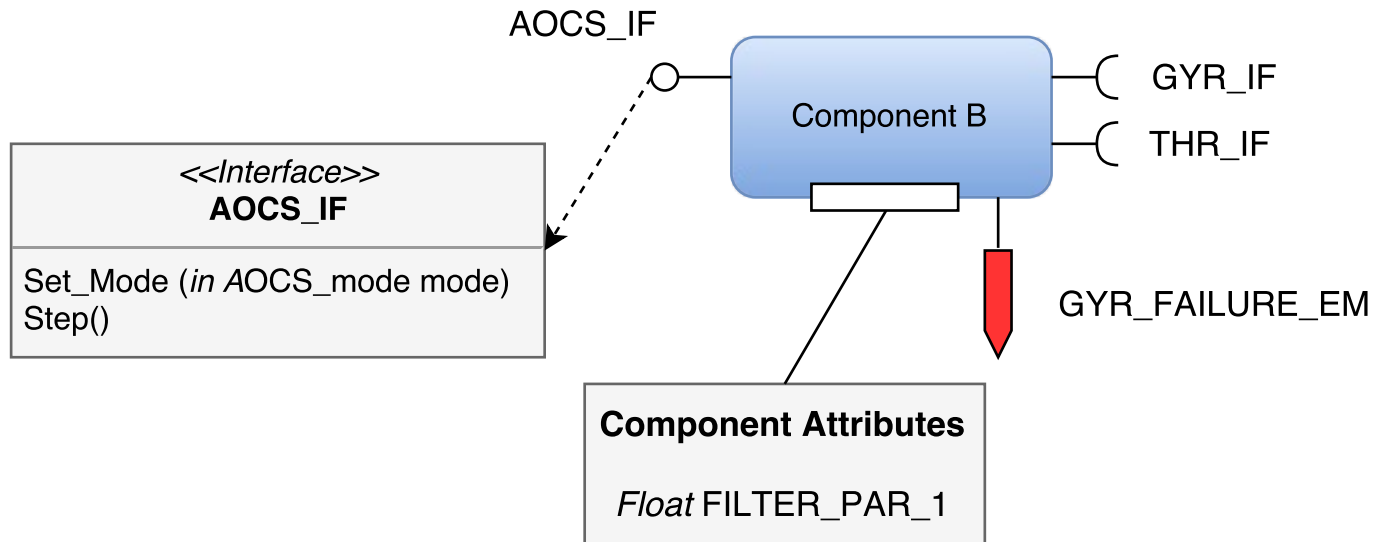 AOCS_IF
Component B
GYR_IF
THR_IF
<<Interface>>
AOCS_IF
Set_Mode (in AOCS_mode mode)
Step()
GYR_FAILURE_EM
Component Attributes
Float FILTER_PAR_1